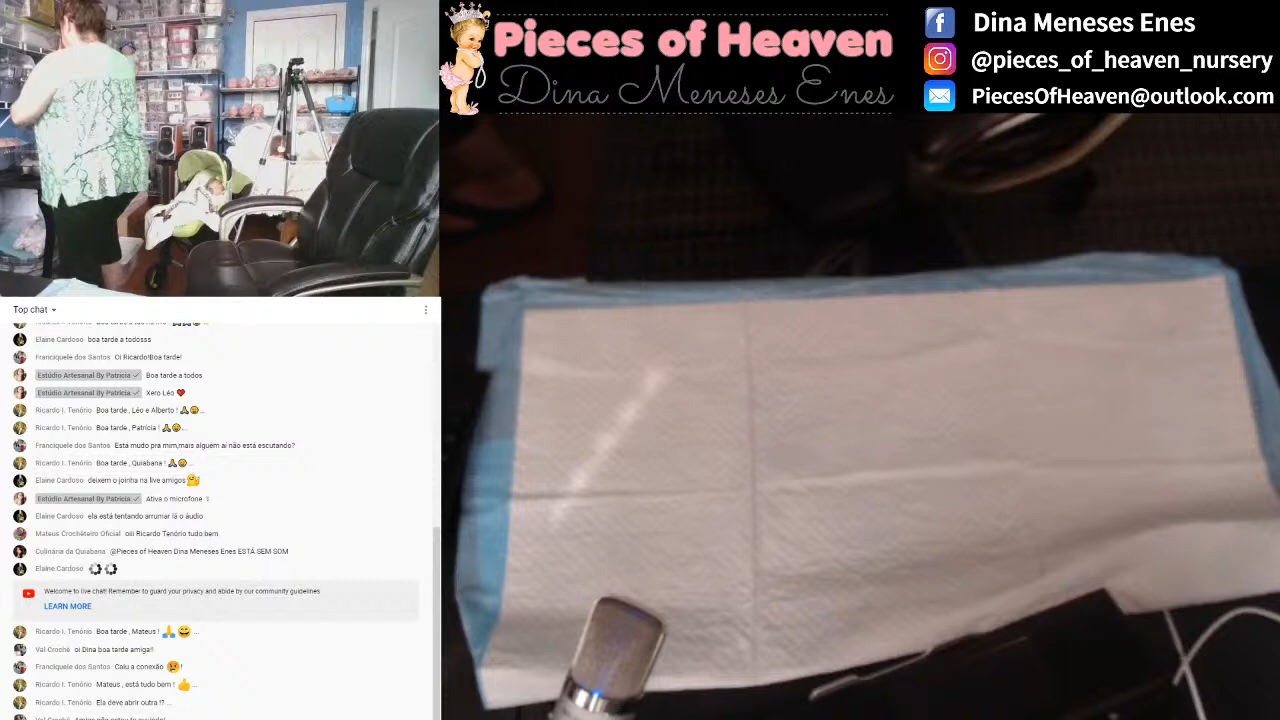 Pieces of Heaven
Dina Meneses Enes
Dina Meneses Enes
@pieces_of_heaven_nursery
PiecesOfHeaven@outlook.com
Top chat
Elaine Cardoso boa tarde a todosss
Franciquele dos Santos Oi Ricardo!Boa tarde!
Estúdio Artesanal By Patricia Boa tarde a todos
Estúdio Artesanal By Patricia Xero Léo ❤️
Ricardo I. Tenório Boa tarde , Léo e Alberto ! 🙏😄...
Ricardo I. Tenório Boa tarde , Patrícia ! 🙏😄...
Franciquele dos Santos Está mudo pra mim,mais alguém aí não está escutando?
Ricardo I. Tenório Boa tarde , Quiabana ! 🙏😄...
Elaine Cardoso deixem o joinha na live amigos🤗
Estúdio Artesanal By Patricia Ativa o microfone
Elaine Cardoso ela está tentando arrumar lá o áudio
Mateus Crochêteiro Oficial oiii Ricardo Tenório tudo bem
Culinária da Quiabana @Pieces of Heaven Dina Meneses Enes ESTÁ SEM SOM
Elaine Cardoso
Welcome to live chat! Remember to guard your privacy and abide by our community guidelines
LEARN MORE
Ricardo I. Tenório Boa tarde , Mateus ! 🙏😄...
Val Crochê oi Dina boa tarde amiga!!
Franciquele dos Santos Caiu a conexão 😢!
Ricardo I. Tenório Mateus , está tudo bem ! 👍...
Ricardo I. Tenório Ela deve abrir outra !? ...